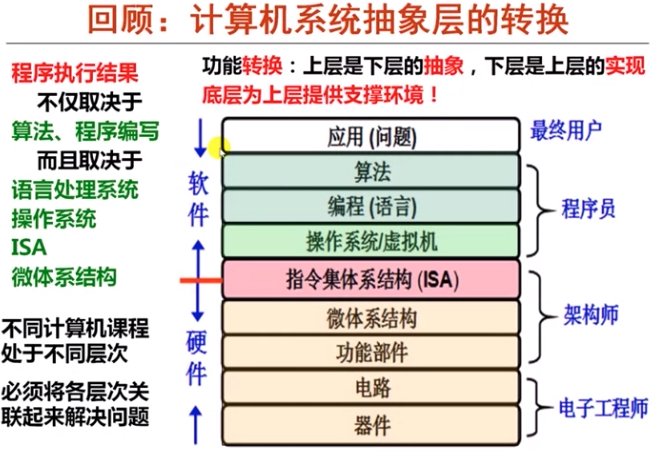 回顾：计算机系统抽象层的转换
程序执行结果
不仅取决于
算法、程序编写
而且取决于
语言处理系统
操作系统
ISA
微体系结构
不同计算机课程
处于不同层次
必须将各层次关
联起来解决问题
功能转换：上层是下层的抽象，下层是上层的实现
底层为上层提供支撑环境！
软件
硬件
应用 (问题)
算法
编程 (语言)
操作系统/虚拟机
指令集体系结构 (ISA)
微体系结构
功能部件
电路
器件
最终用户
程序员
架构师
电子工程师